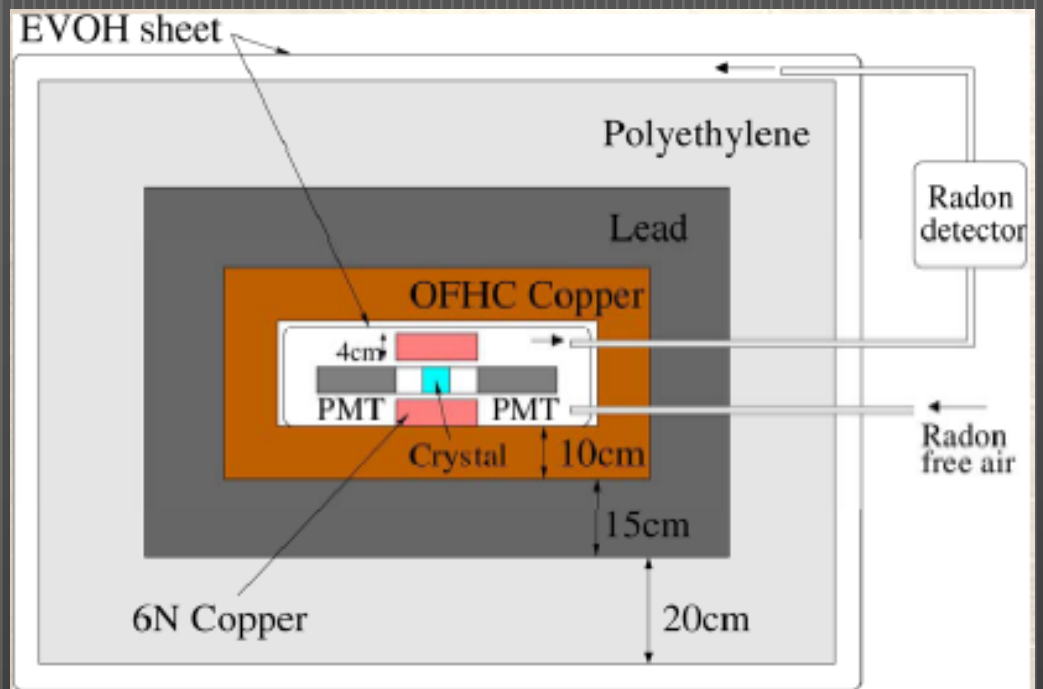 EVOH sheet
Polyethylene
Radon
detector
Lead
OFHC Copper
4cm
PMT
PMT
Crystal
10cm
Radon
free air
15cm
6N Copper
20cm